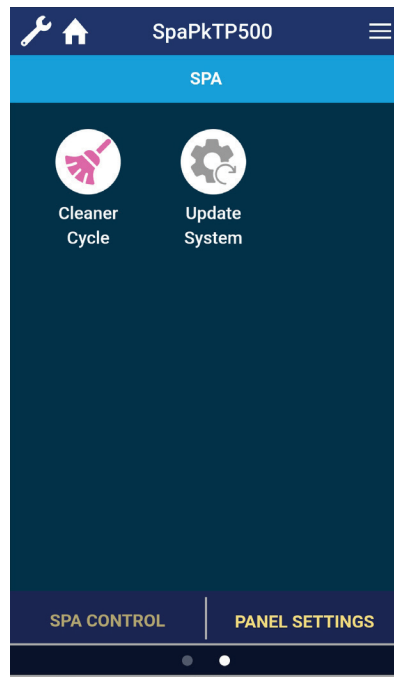 SpaPkTP500
SPA
Cleaner
Cycle
Update
System
SPA CONTROL
PANEL SETTINGS